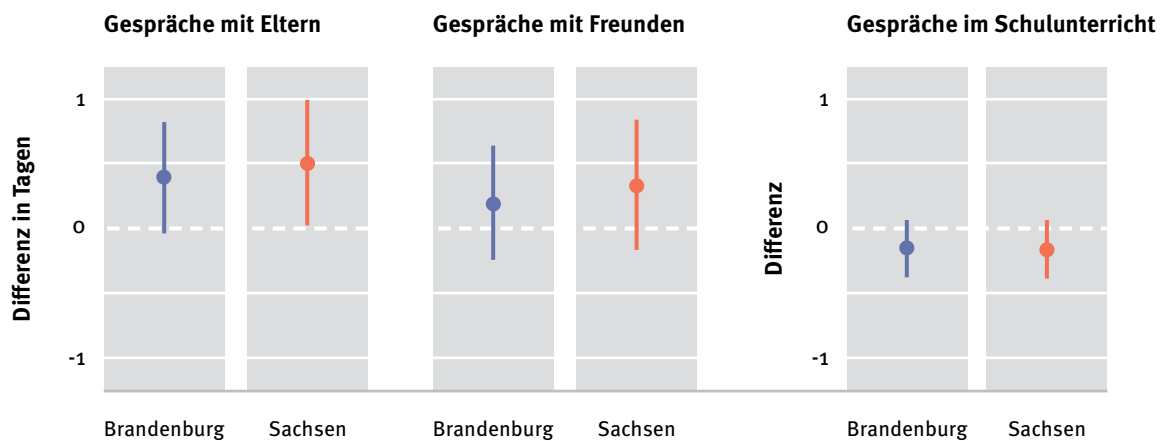 Gespräche mit Eltern
Gespräche mit Freunden
Gespräche im Schulunterricht
Differenz in Tagen
1
0
-1
Differenz
1
0
-1
Brandenburg
Sachsen
Brandenburg
Sachsen
Brandenburg
Sachsen